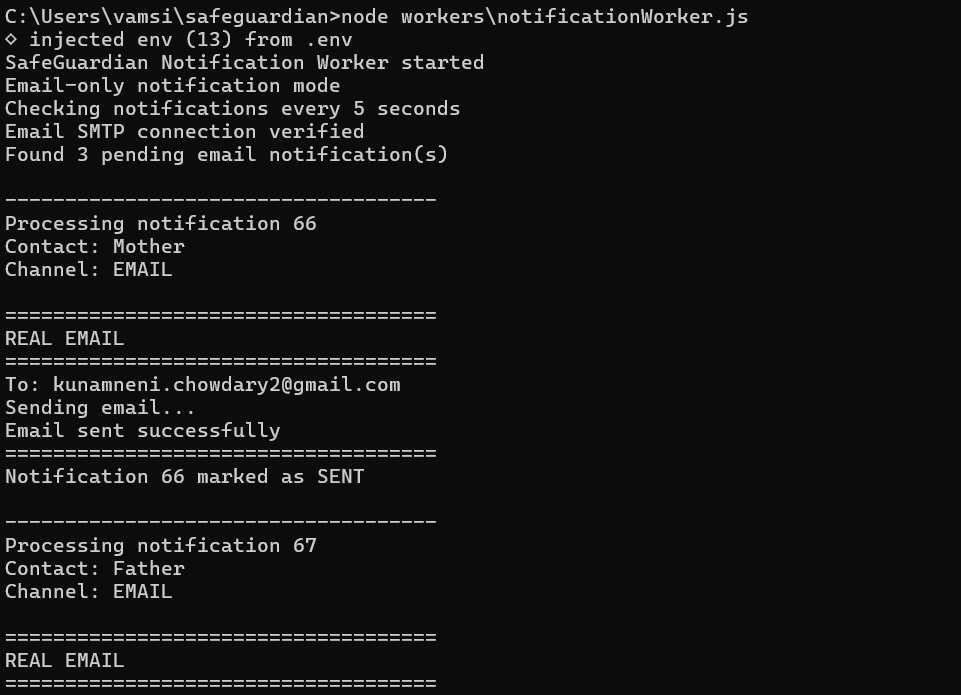 C:\Users\vamsi\safeguardian>node workers\notificationWorker.js
◇ injected env (13) from .env
SafeGuardian Notification Worker started
Email-only notification mode
Checking notifications every 5 seconds
Email SMTP connection verified
Found 3 pending email notification(s)

------------------------------------
Processing notification 66
Contact: Mother
Channel: EMAIL

====================================
REAL EMAIL
====================================
To: kunamneni.chowdary2@gmail.com
Sending email...
Email sent successfully
====================================
Notification 66 marked as SENT

------------------------------------
Processing notification 67
Contact: Father
Channel: EMAIL

====================================
REAL EMAIL
====================================